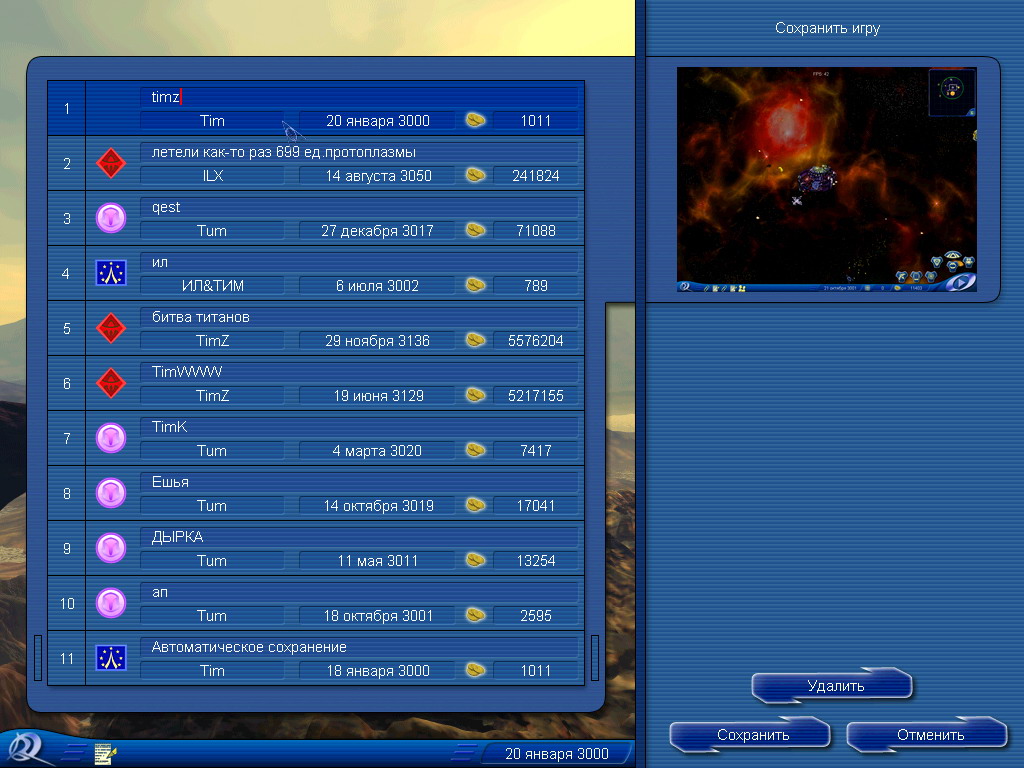 Сохранить игру
FPS 42
1
timz
Tim 20 января 3000 1011
2
летели как-то раз 699 ед.протоплазмы
ILX 14 августа 3050 241824
3
qest
Tum 27 декабря 3017 71088
4
ил
ИЛ&ТИМ 6 июля 3002 789
5
битва титанов
TimZ 29 ноября 3136 5576204
6
TimWWW
TimZ 19 июня 3129 5217155
7
TimK
Tum 4 марта 3020 7417
8
Ешья
Tum 14 октября 3019 17041
9
ДЫРКА
Tum 11 мая 3011 13254
10
ап
Tum 18 октября 3001 2595
11
Автоматическое сохранение
Tim 18 января 3000 1011
Удалить
Сохранить Отменить
20 января 3000